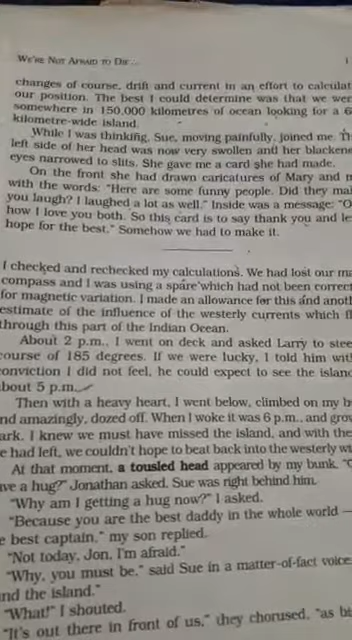 WE'RE NOT AFRAID TO DIE ...
changes of course, drift and current in an effort to calculat
our position. The best I could determine was that we wer
somewhere in 150,000 kilometres of ocean looking for a 6
kilometre-wide island.
While I was thinking, Sue, moving painfully, joined me. Th
left side of her head was now very swollen and her blackene
eyes narrowed to slits. She gave me a card she had made.
On the front she had drawn caricatures of Mary and m
with the words: "Here are some funny people. Did they ma
you laugh? I laughed a lot as well." Inside was a message: "O
how I love you both. So this card is to say thank you and le
hope for the best." Somehow we had to make it.
I checked and rechecked my calculations. We had lost our ma
compass and I was using a spare which had not been correct
for magnetic variation. I made an allowance for this and anoth
estimate of the influence of the westerly currents which fl
through this part of the Indian Ocean.
About 2 p.m., I went on deck and asked Larry to stee
course of 185 degrees. If we were lucky, I told him wit
conviction I did not feel, he could expect to see the islan
bout 5 p.m.
Then with a heavy heart, I went below, climbed on my b
nd amazingly, dozed off. When I woke it was 6 p.m., and grow
ark. I knew we must have missed the island, and with the
e had left, we couldn't hope to beat back into the westerly wi
At that moment, a tousled head appeared by my bunk. "C
ve a hug?" Jonathan asked. Sue was right behind him.
"Why am I getting a hug now?" I asked.
"Because you are the best daddy in the whole world —
e best captain," my son replied.
"Not today, Jon, I'm afraid."
"Why, you must be," said Sue in a matter-of-fact voice
nd the island."
"What!" I shouted.
"It's out there in front of us," they chorused, "as bi